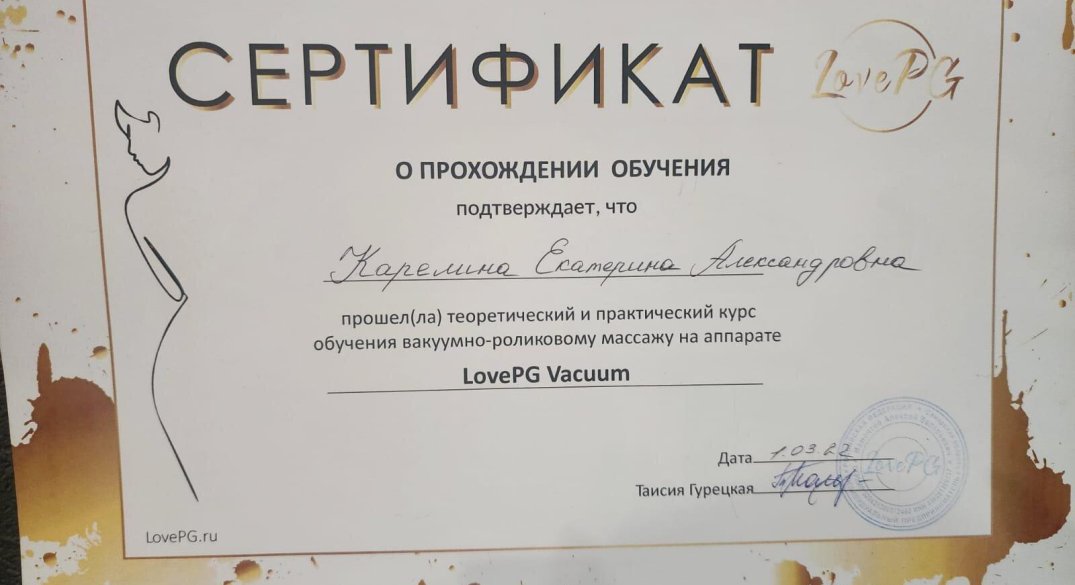 СЕРТИФИКАТ
LovePG
О ПРОХОЖДЕНИИ ОБУЧЕНИЯ
подтверждает, что
Карелина Екатерина Александровна
прошел(ла) теоретический и практический курс
обучения вакуумно-роликовому массажу на аппарате
LovePG Vacuum
Дата 1.03.22
Таисия Гурецкая
LovePG
LovePG.ru